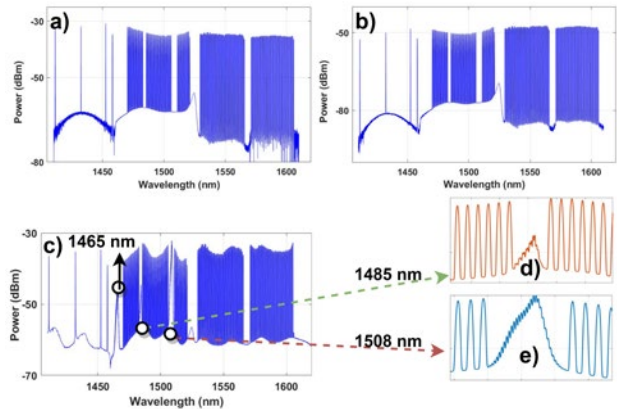 a)
-30
-50
-80
Power (dBm)
1450 1500 1550 1600
Wavelength (nm)
b)
-50
-80
Power (dBm)
1450 1500 1550 1600
Wavelength (nm)
c)
1465 nm
-30
-50
-70
Power (dBm)
1450 1500 1550 1600
Wavelength (nm)
1485 nm
d)
1508 nm
e)